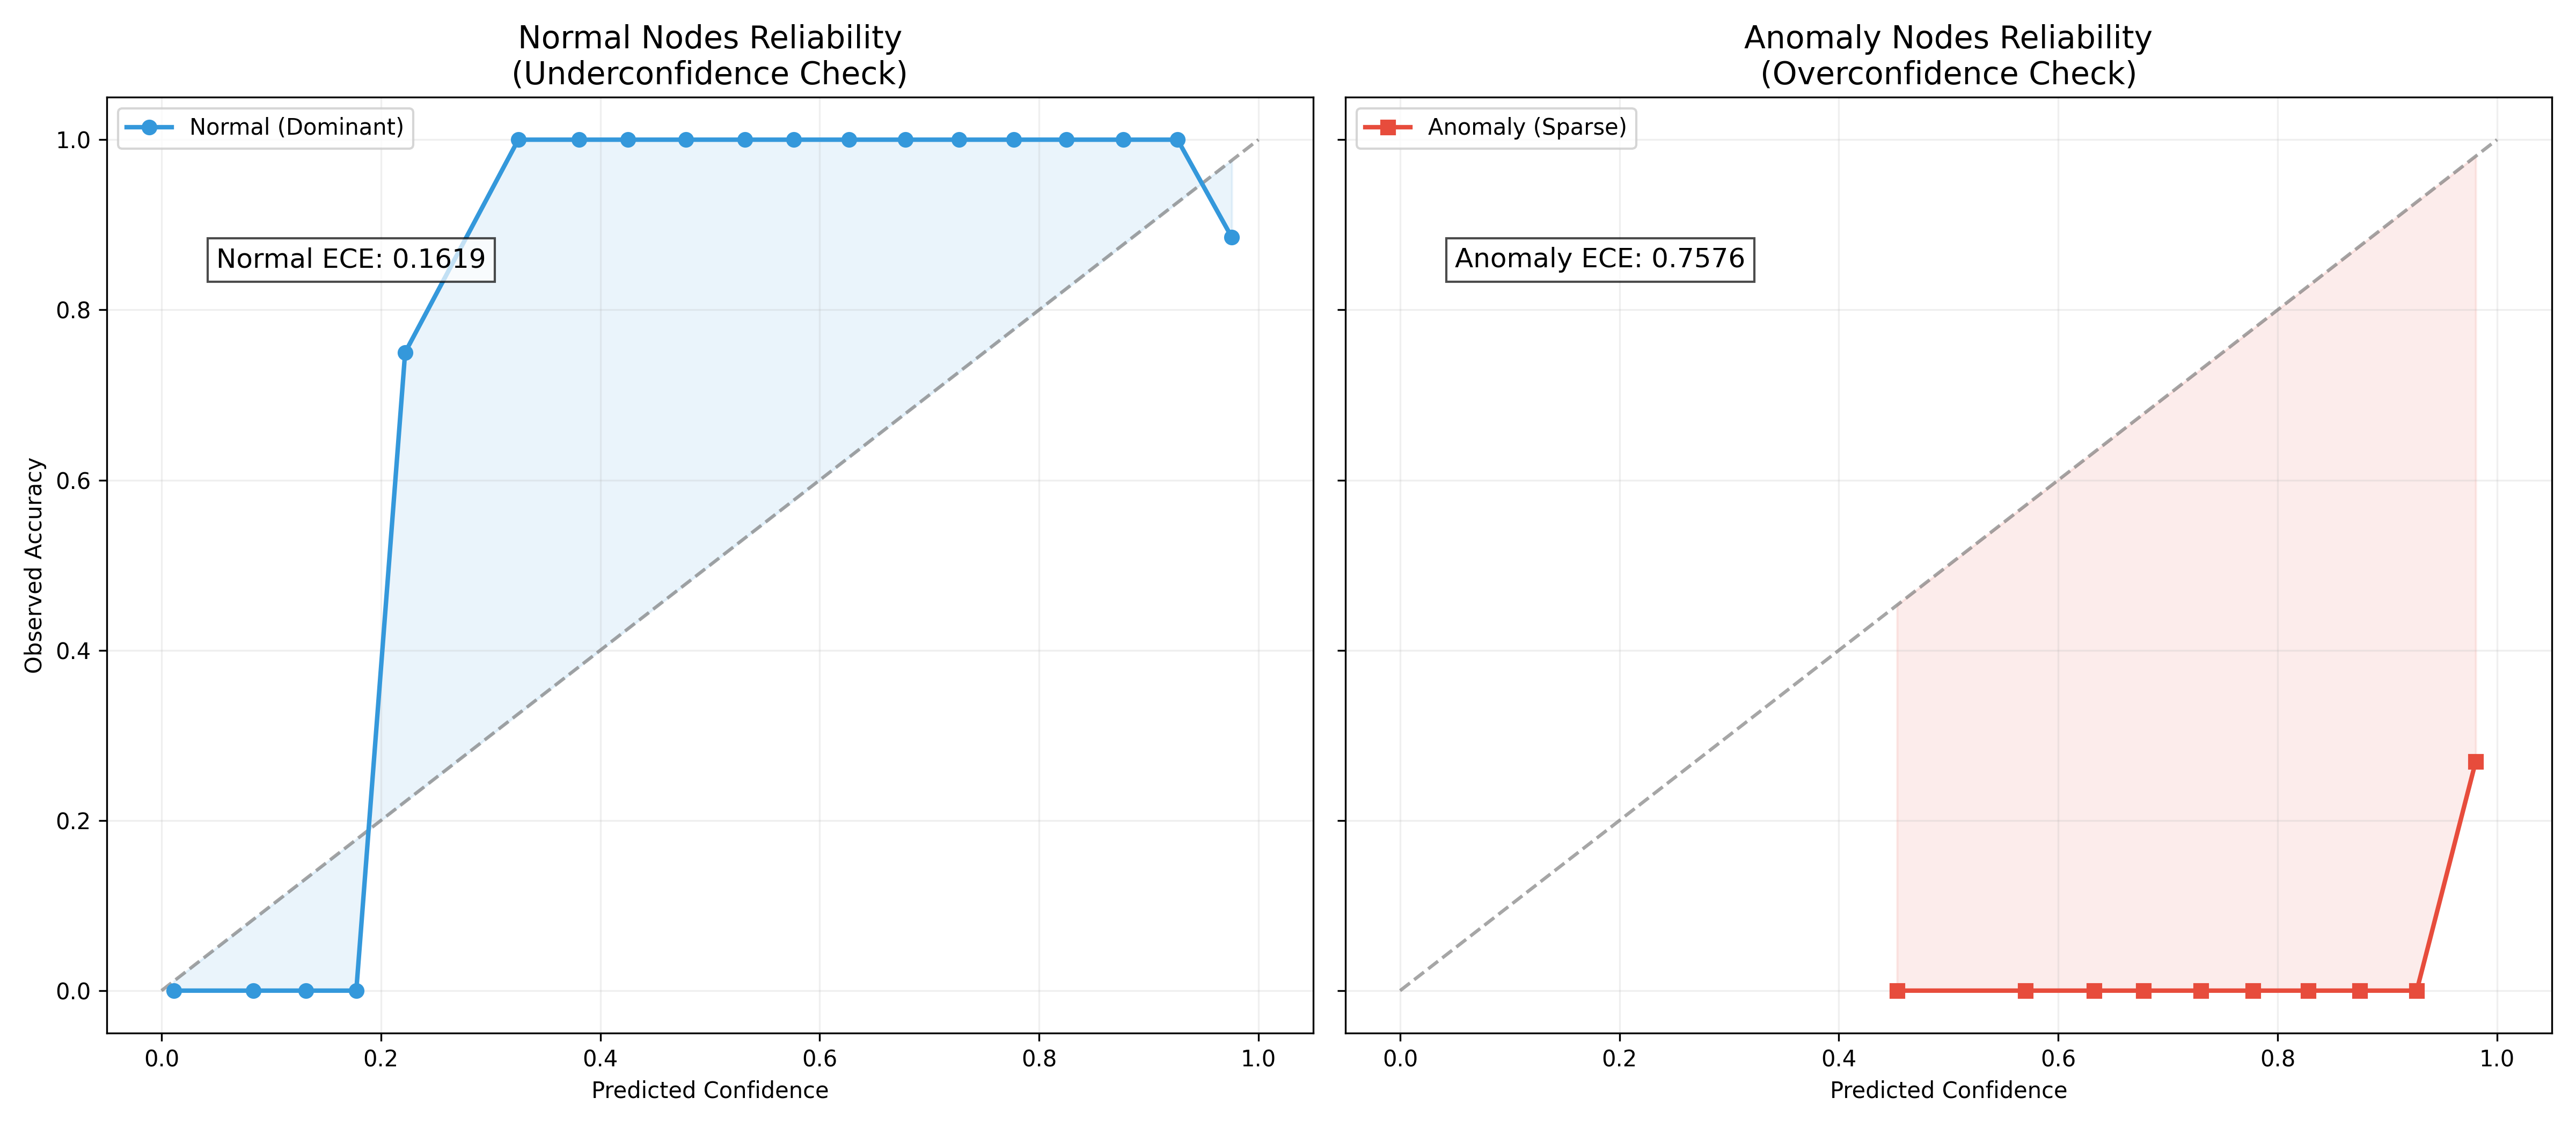 Normal Nodes Reliability
(Underconfidence Check)
Normal (Dominant)
Normal ECE: 0.1619
Observed Accuracy
1.0
0.8
0.6
0.4
0.2
0.0
0.0 0.2 0.4 0.6 0.8 1.0
Predicted Confidence
Anomaly Nodes Reliability
(Overconfidence Check)
Anomaly (Sparse)
Anomaly ECE: 0.7576
0.0 0.2 0.4 0.6 0.8 1.0
Predicted Confidence